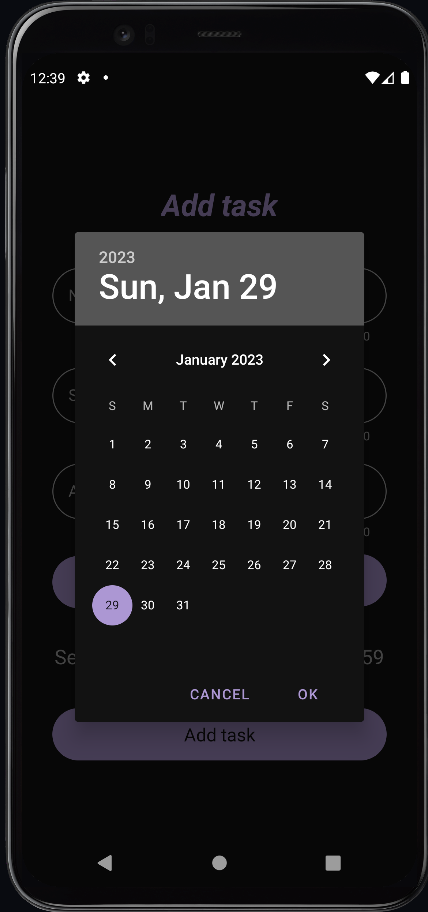 12:39
Add task
2023
Sun, Jan 29
January 2023
S M T W T F S
1 2 3 4 5 6 7
8 9 10 11 12 13 14
15 16 17 18 19 20 21
22 23 24 25 26 27 28
29 30 31
CANCEL OK
Se 59
Add task